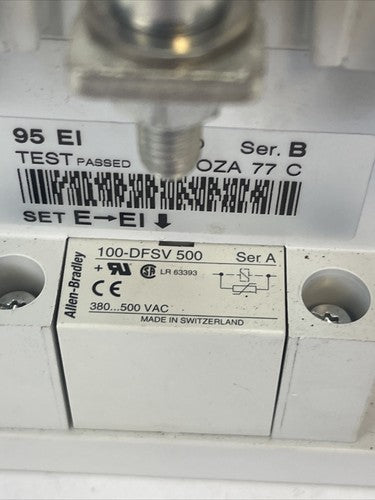 95 EI
Ser. B
TEST PASSED
OZA 77 C
SET E→EI ↓
Allen-Bradley
100-DFSV 500
Ser A
LR 63393
CE
380...500 VAC
MADE IN SWITZERLAND